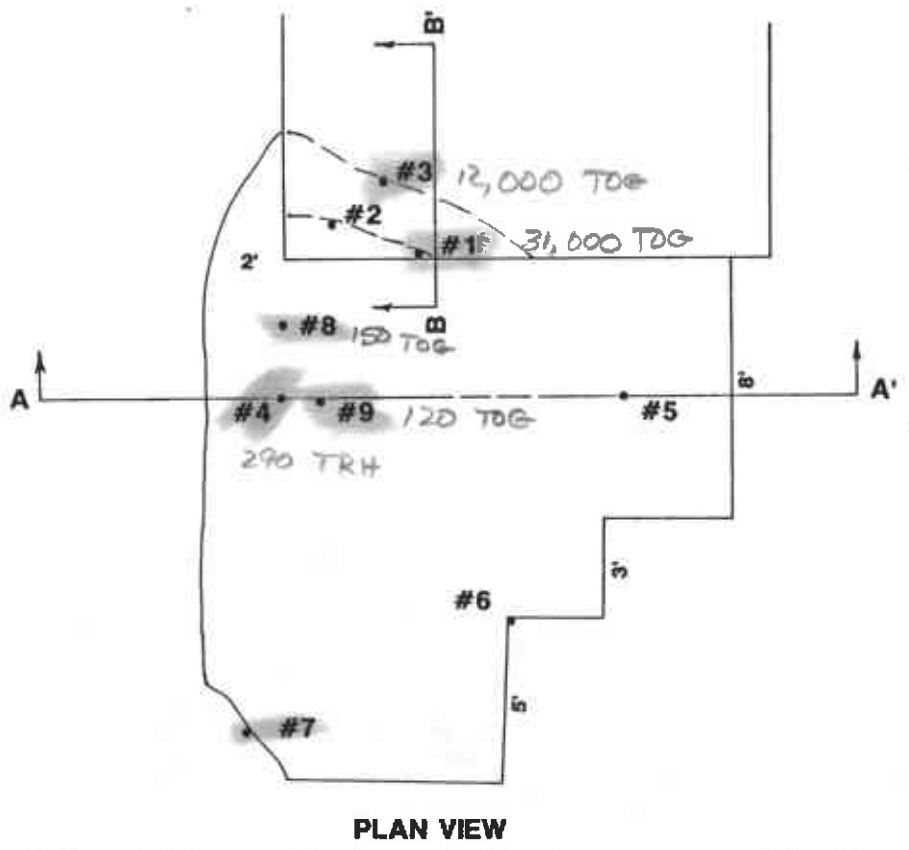 B'
#3 12,000 TOG
#2
#1 31,000 TOG
2'
B
#8 150 TOG
A
8'
A'
#4
#9 120 TOG
#5
290 TRH
3'
#6
5'
#7
PLAN VIEW